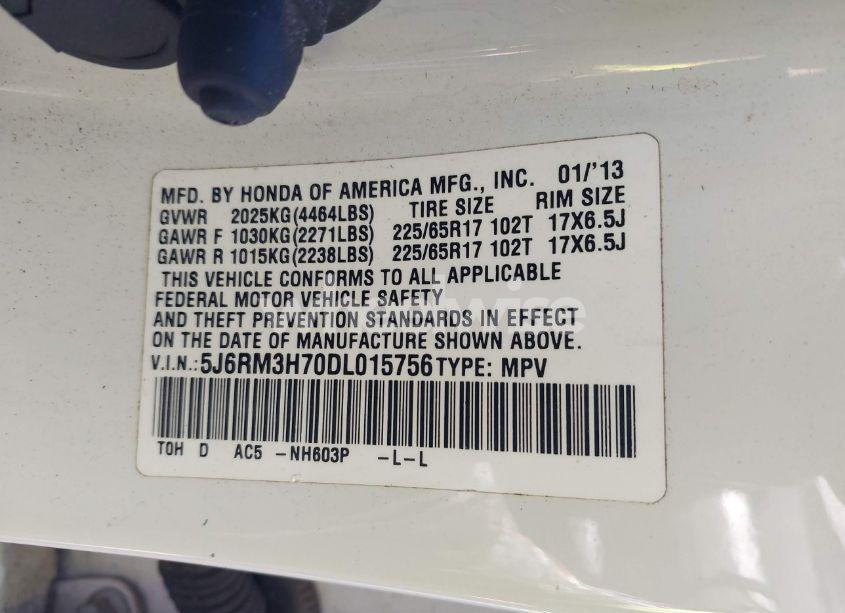 MFD. BY HONDA OF AMERICA MFG., INC. 01/'13
GVWR 2025KG(4464LBS) TIRE SIZE RIM SIZE
GAWR F 1030KG(2271LBS) 225/65R17 102T 17X6.5J
GAWR R 1015KG(2238LBS) 225/65R17 102T 17X6.5J
THIS VEHICLE CONFORMS TO ALL APPLICABLE
FEDERAL MOTOR VEHICLE SAFETY
AND THEFT PREVENTION STANDARDS IN EFFECT
ON THE DATE OF MANUFACTURE SHOWN ABOVE.
V.I.N.:5J6RM3H70DL015756 TYPE: MPV
TOH D AC5 -NH603P -L-L